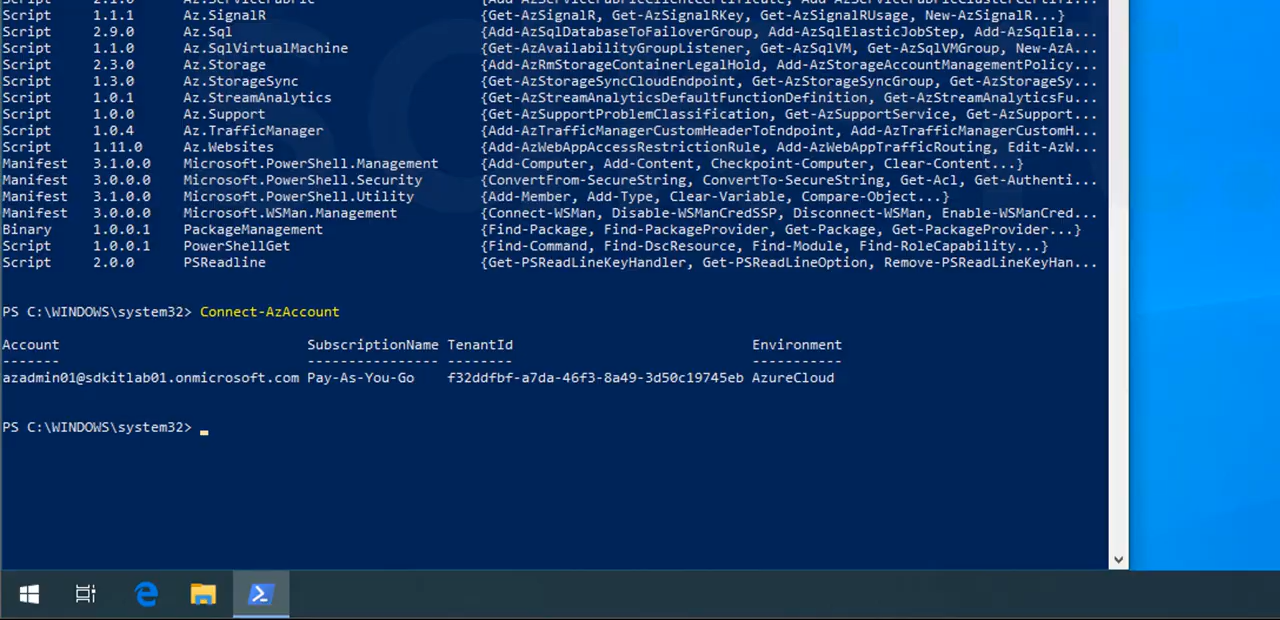 Script 2.1.0 Az.ServiceFabric {Add-AzServiceFabricClientCertificate, Add-AzServiceFabricClusterCertifi...
Script 1.1.1 Az.SignalR {Get-AzSignalR, Get-AzSignalRKey, Get-AzSignalRUsage, New-AzSignalR...}
Script 2.9.0 Az.Sql {Add-AzSqlDatabaseToFailoverGroup, Add-AzSqlElasticJobStep, Add-AzSqlEla...
Script 1.1.0 Az.SqlVirtualMachine {Get-AzAvailabilityGroupListener, Get-AzSqlVM, Get-AzSqlVMGroup, New-AzA...
Script 2.3.0 Az.Storage {Add-AzRmStorageContainerLegalHold, Add-AzStorageAccountManagementPolicy...
Script 1.3.0 Az.StorageSync {Get-AzStorageSyncCloudEndpoint, Get-AzStorageSyncGroup, Get-AzStorageSy...
Script 1.0.1 Az.StreamAnalytics {Get-AzStreamAnalyticsDefaultFunctionDefinition, Get-AzStreamAnalyticsFu...
Script 1.0.0 Az.Support {Get-AzSupportProblemClassification, Get-AzSupportService, Get-AzSupport...
Script 1.0.4 Az.TrafficManager {Add-AzTrafficManagerCustomHeaderToEndpoint, Add-AzTrafficManagerCustomH...
Script 1.11.0 Az.Websites {Add-AzWebAppAccessRestrictionRule, Add-AzWebAppTrafficRouting, Edit-AzW...
Manifest 3.1.0.0 Microsoft.PowerShell.Management {Add-Computer, Add-Content, Checkpoint-Computer, Clear-Content...}
Manifest 3.0.0.0 Microsoft.PowerShell.Security {ConvertFrom-SecureString, ConvertTo-SecureString, Get-Acl, Get-Authenti...
Manifest 3.1.0.0 Microsoft.PowerShell.Utility {Add-Member, Add-Type, Clear-Variable, Compare-Object...}
Manifest 3.0.0.0 Microsoft.WSMan.Management {Connect-WSMan, Disable-WSManCredSSP, Disconnect-WSMan, Enable-WSManCred...
Binary 1.0.0.1 PackageManagement {Find-Package, Find-PackageProvider, Get-Package, Get-PackageProvider...}
Script 1.0.0.1 PowerShellGet {Find-Command, Find-DscResource, Find-Module, Find-RoleCapability...}
Script 2.0.0 PSReadline {Get-PSReadLineKeyHandler, Get-PSReadLineOption, Remove-PSReadLineKeyHan...
PS C:\WINDOWS\system32> Connect-AzAccount
Account SubscriptionName TenantId Environment
------- ---------------- -------- -----------
azadmin01@sdkitlab01.onmicrosoft.com Pay-As-You-Go f32ddfbf-a7da-46f3-8a49-3d50c19745eb AzureCloud
PS C:\WINDOWS\system32>